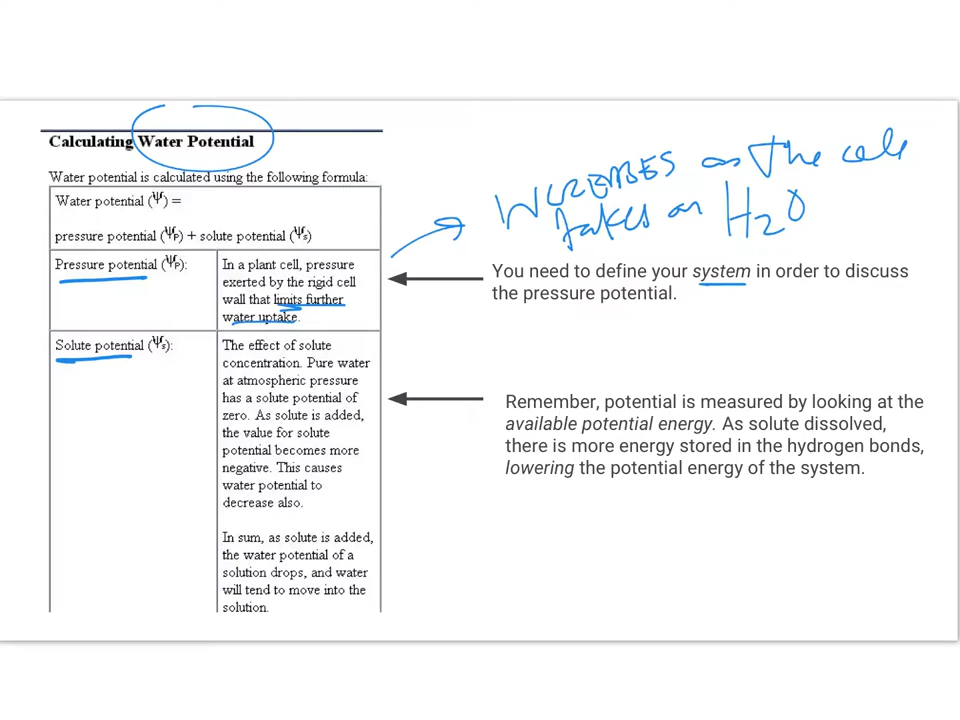 Calculating Water Potential
Water potential is calculated using the following formula:
Water potential (Ψ) =
pressure potential (Ψp) + solute potential (Ψs)
Pressure potential (Ψp):
In a plant cell, pressure
exerted by the rigid cell
wall that limits further
water uptake.
Solute potential (Ψs):
The effect of solute
concentration. Pure water
at atmospheric pressure
has a solute potential of
zero. As solute is added,
the value for solute
potential becomes more
negative. This causes
water potential to
decrease also.
In sum, as solute is added,
the water potential of a
solution drops, and water
will tend to move into the
solution.
INCREASES as the cell
takes on H2O
You need to define your system in order to discuss
the pressure potential.
Remember, potential is measured by looking at the
available potential energy. As solute dissolved,
there is more energy stored in the hydrogen bonds,
lowering the potential energy of the system.